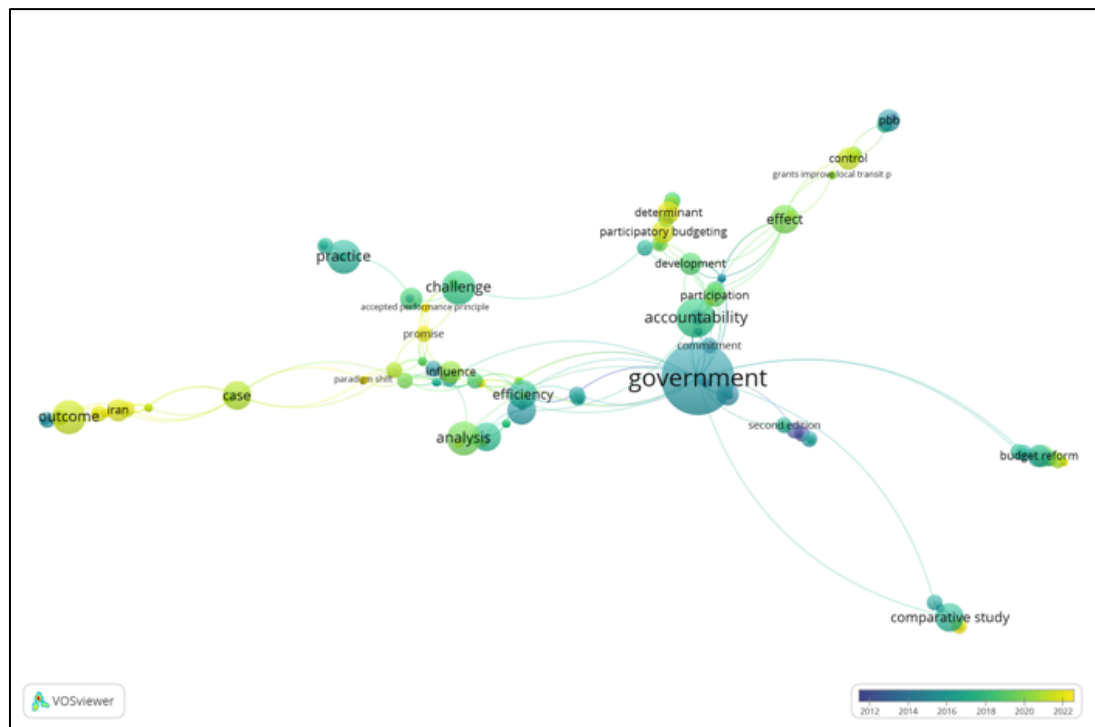 pbb
control
grants improve local transit p
determinant
effect
participatory budgeting
practice
development
challenge
participation
accepted performance principle
accountability
promise
commitment
influence
paradigm shift
government
case
efficiency
outcome
iran
second edition
analysis
budget reform
comparative study
VOSviewer
2012 2014 2016 2018 2020 2022